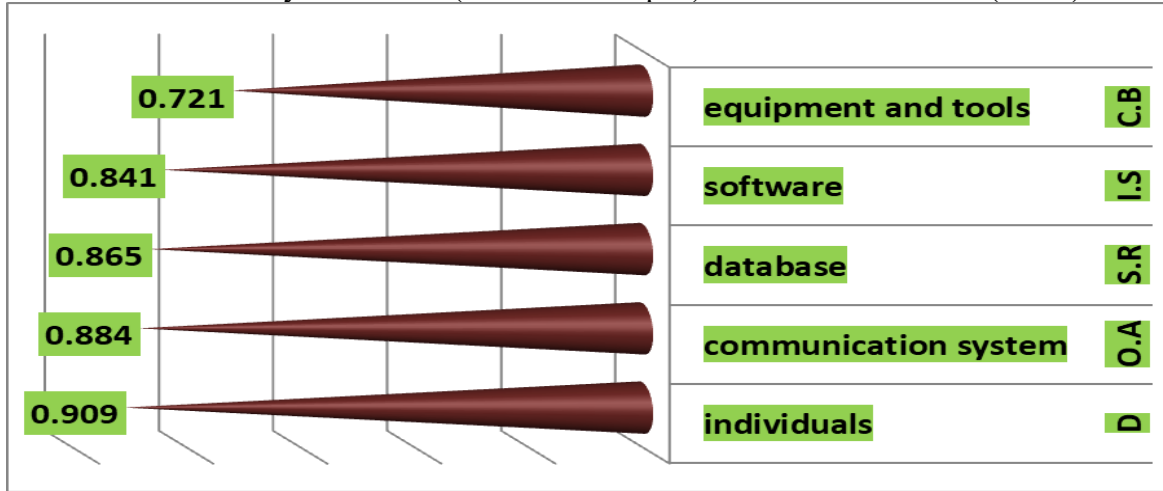 0.721 equipment and tools C.B
0.841 software I.S
0.865 database S.R
0.884 communication system O.A
0.909 individuals D